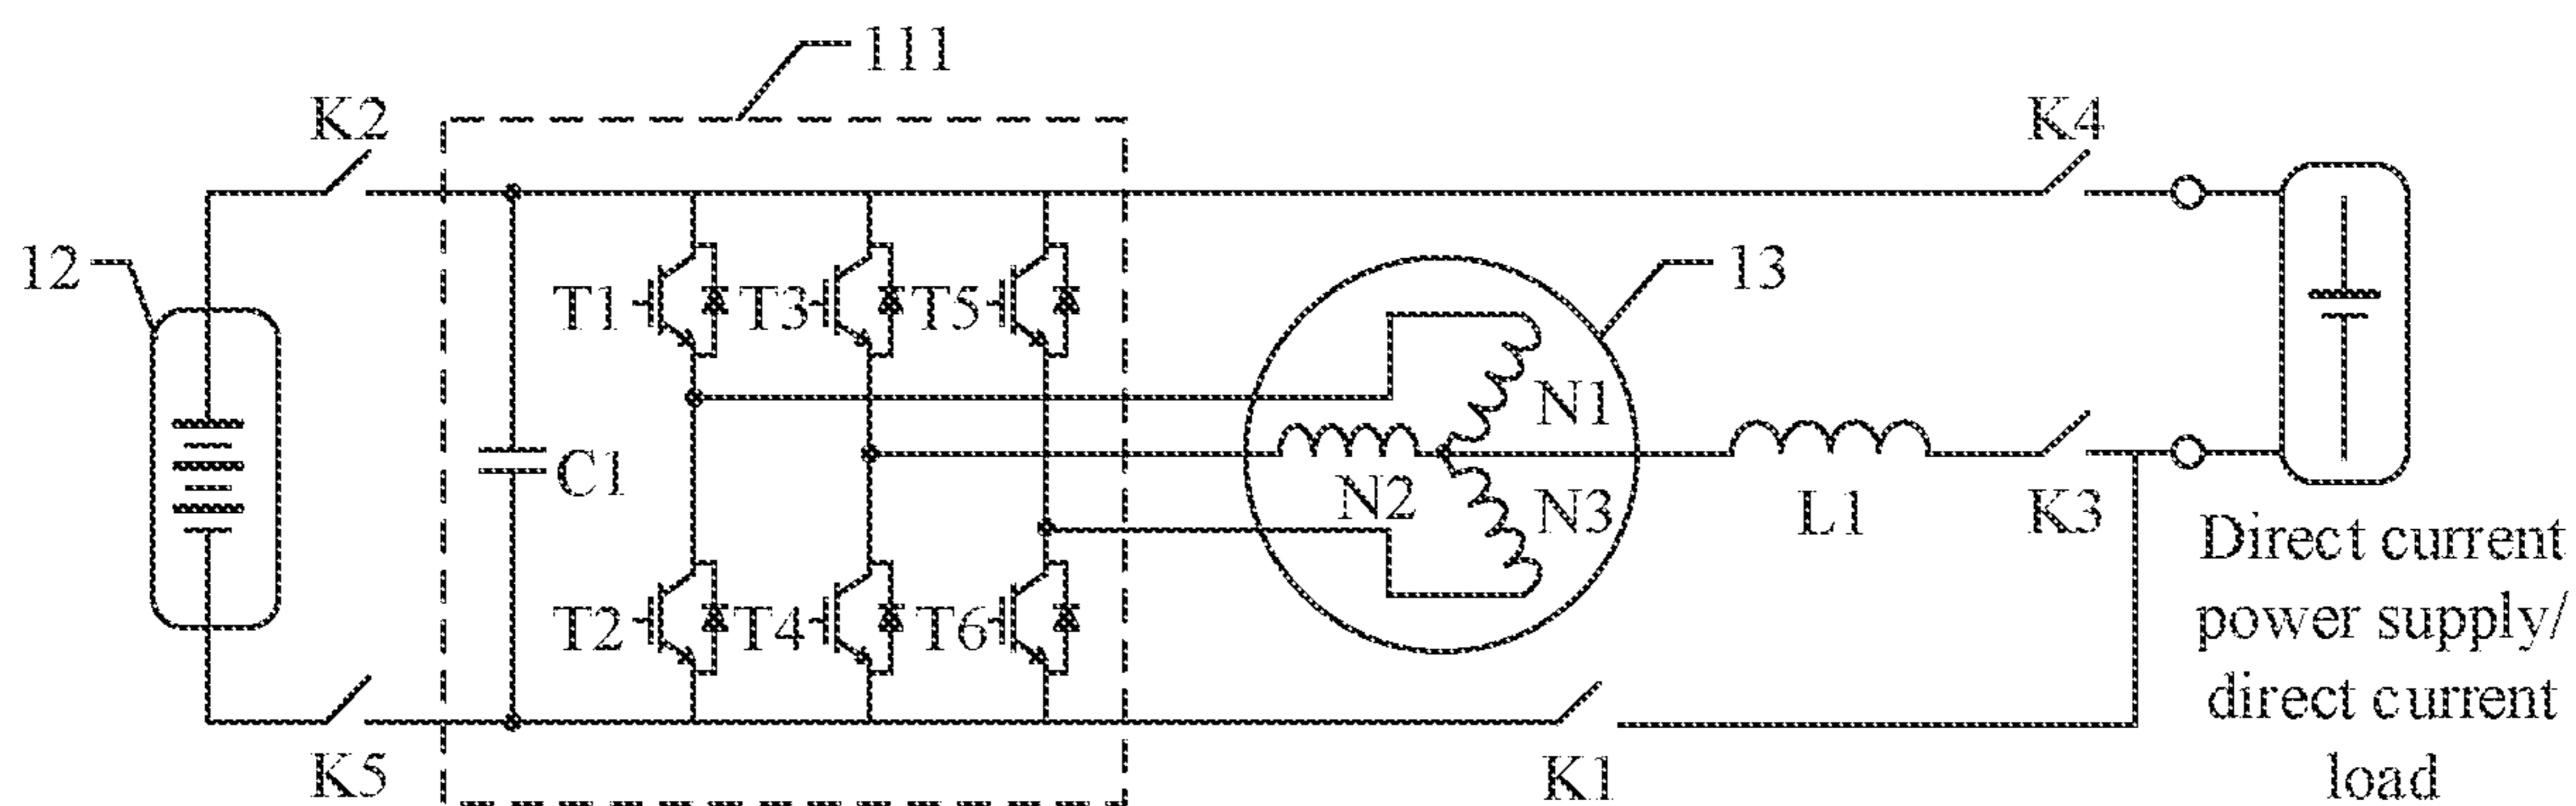 111
K2
K4
12
13
T1
T3
T5
N1
C1
N2
N3
L1
K3
T2
T4
T6
K5
K1
Direct current
power supply/
direct current
load